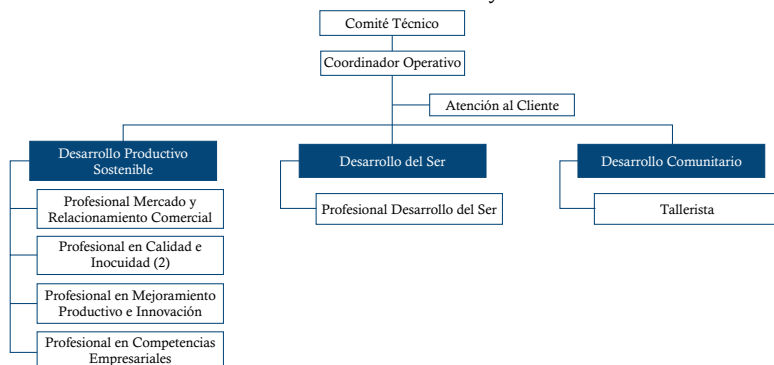 Comité Técnico
Coordinador Operativo
Atención al Cliente
Desarrollo Productivo
Sostenible
Desarrollo del Ser
Desarrollo Comunitario
Profesional Mercado y
Relacionamiento Comercial
Profesional Desarrollo del Ser
Tallerista
Profesional en Calidad e
Inocuidad (2)
Profesional en Mejoramiento
Productivo e Innovación
Profesional en Competencias
Empresariales